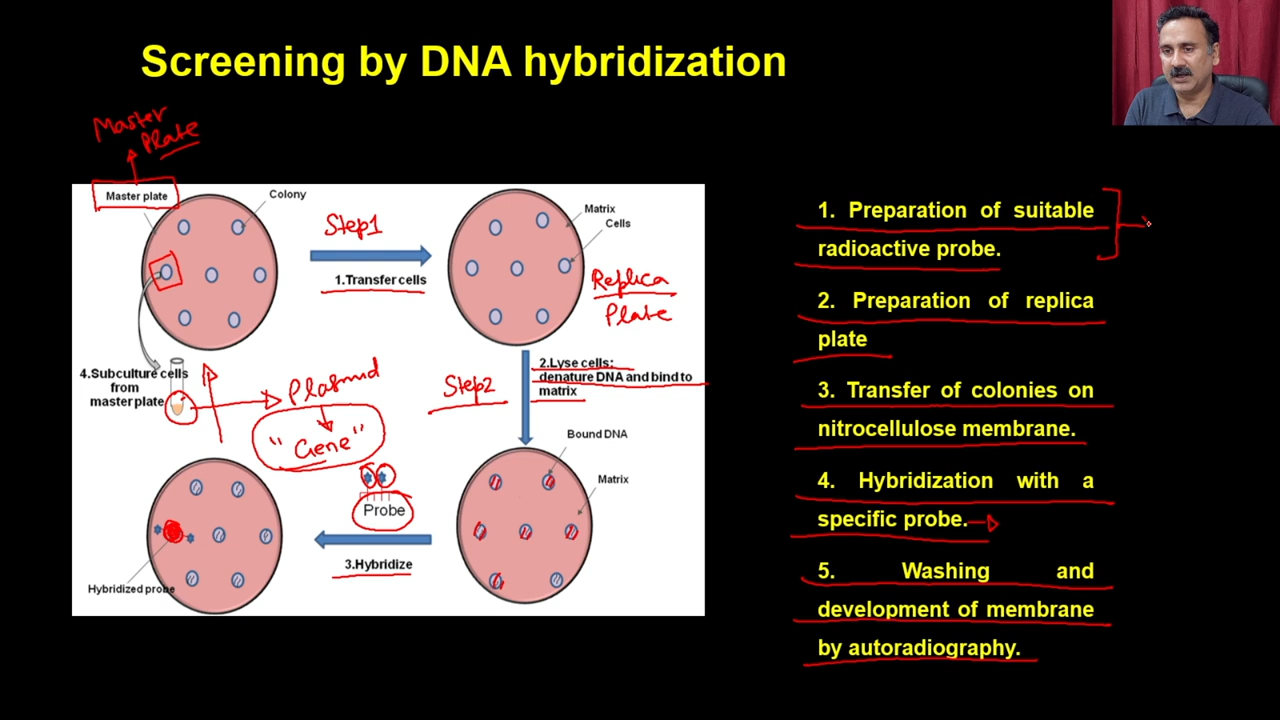 Screening by DNA hybridization
Master
Plate
Master plate
Colony
Step1
1.Transfer cells
Matrix
Cells
Replica
Plate
4.Subculture cells
from
master plate
Plasmid
"Gene"
Step2
2.Lyse cells;
denature DNA and bind to
matrix
Bound DNA
Matrix
Probe
3.Hybridize
Hybridized probe
1. Preparation of suitable
radioactive probe.
2. Preparation of replica
plate
3. Transfer of colonies on
nitrocellulose membrane.
4. Hybridization with a
specific probe.
5. Washing and
development of membrane
by autoradiography.